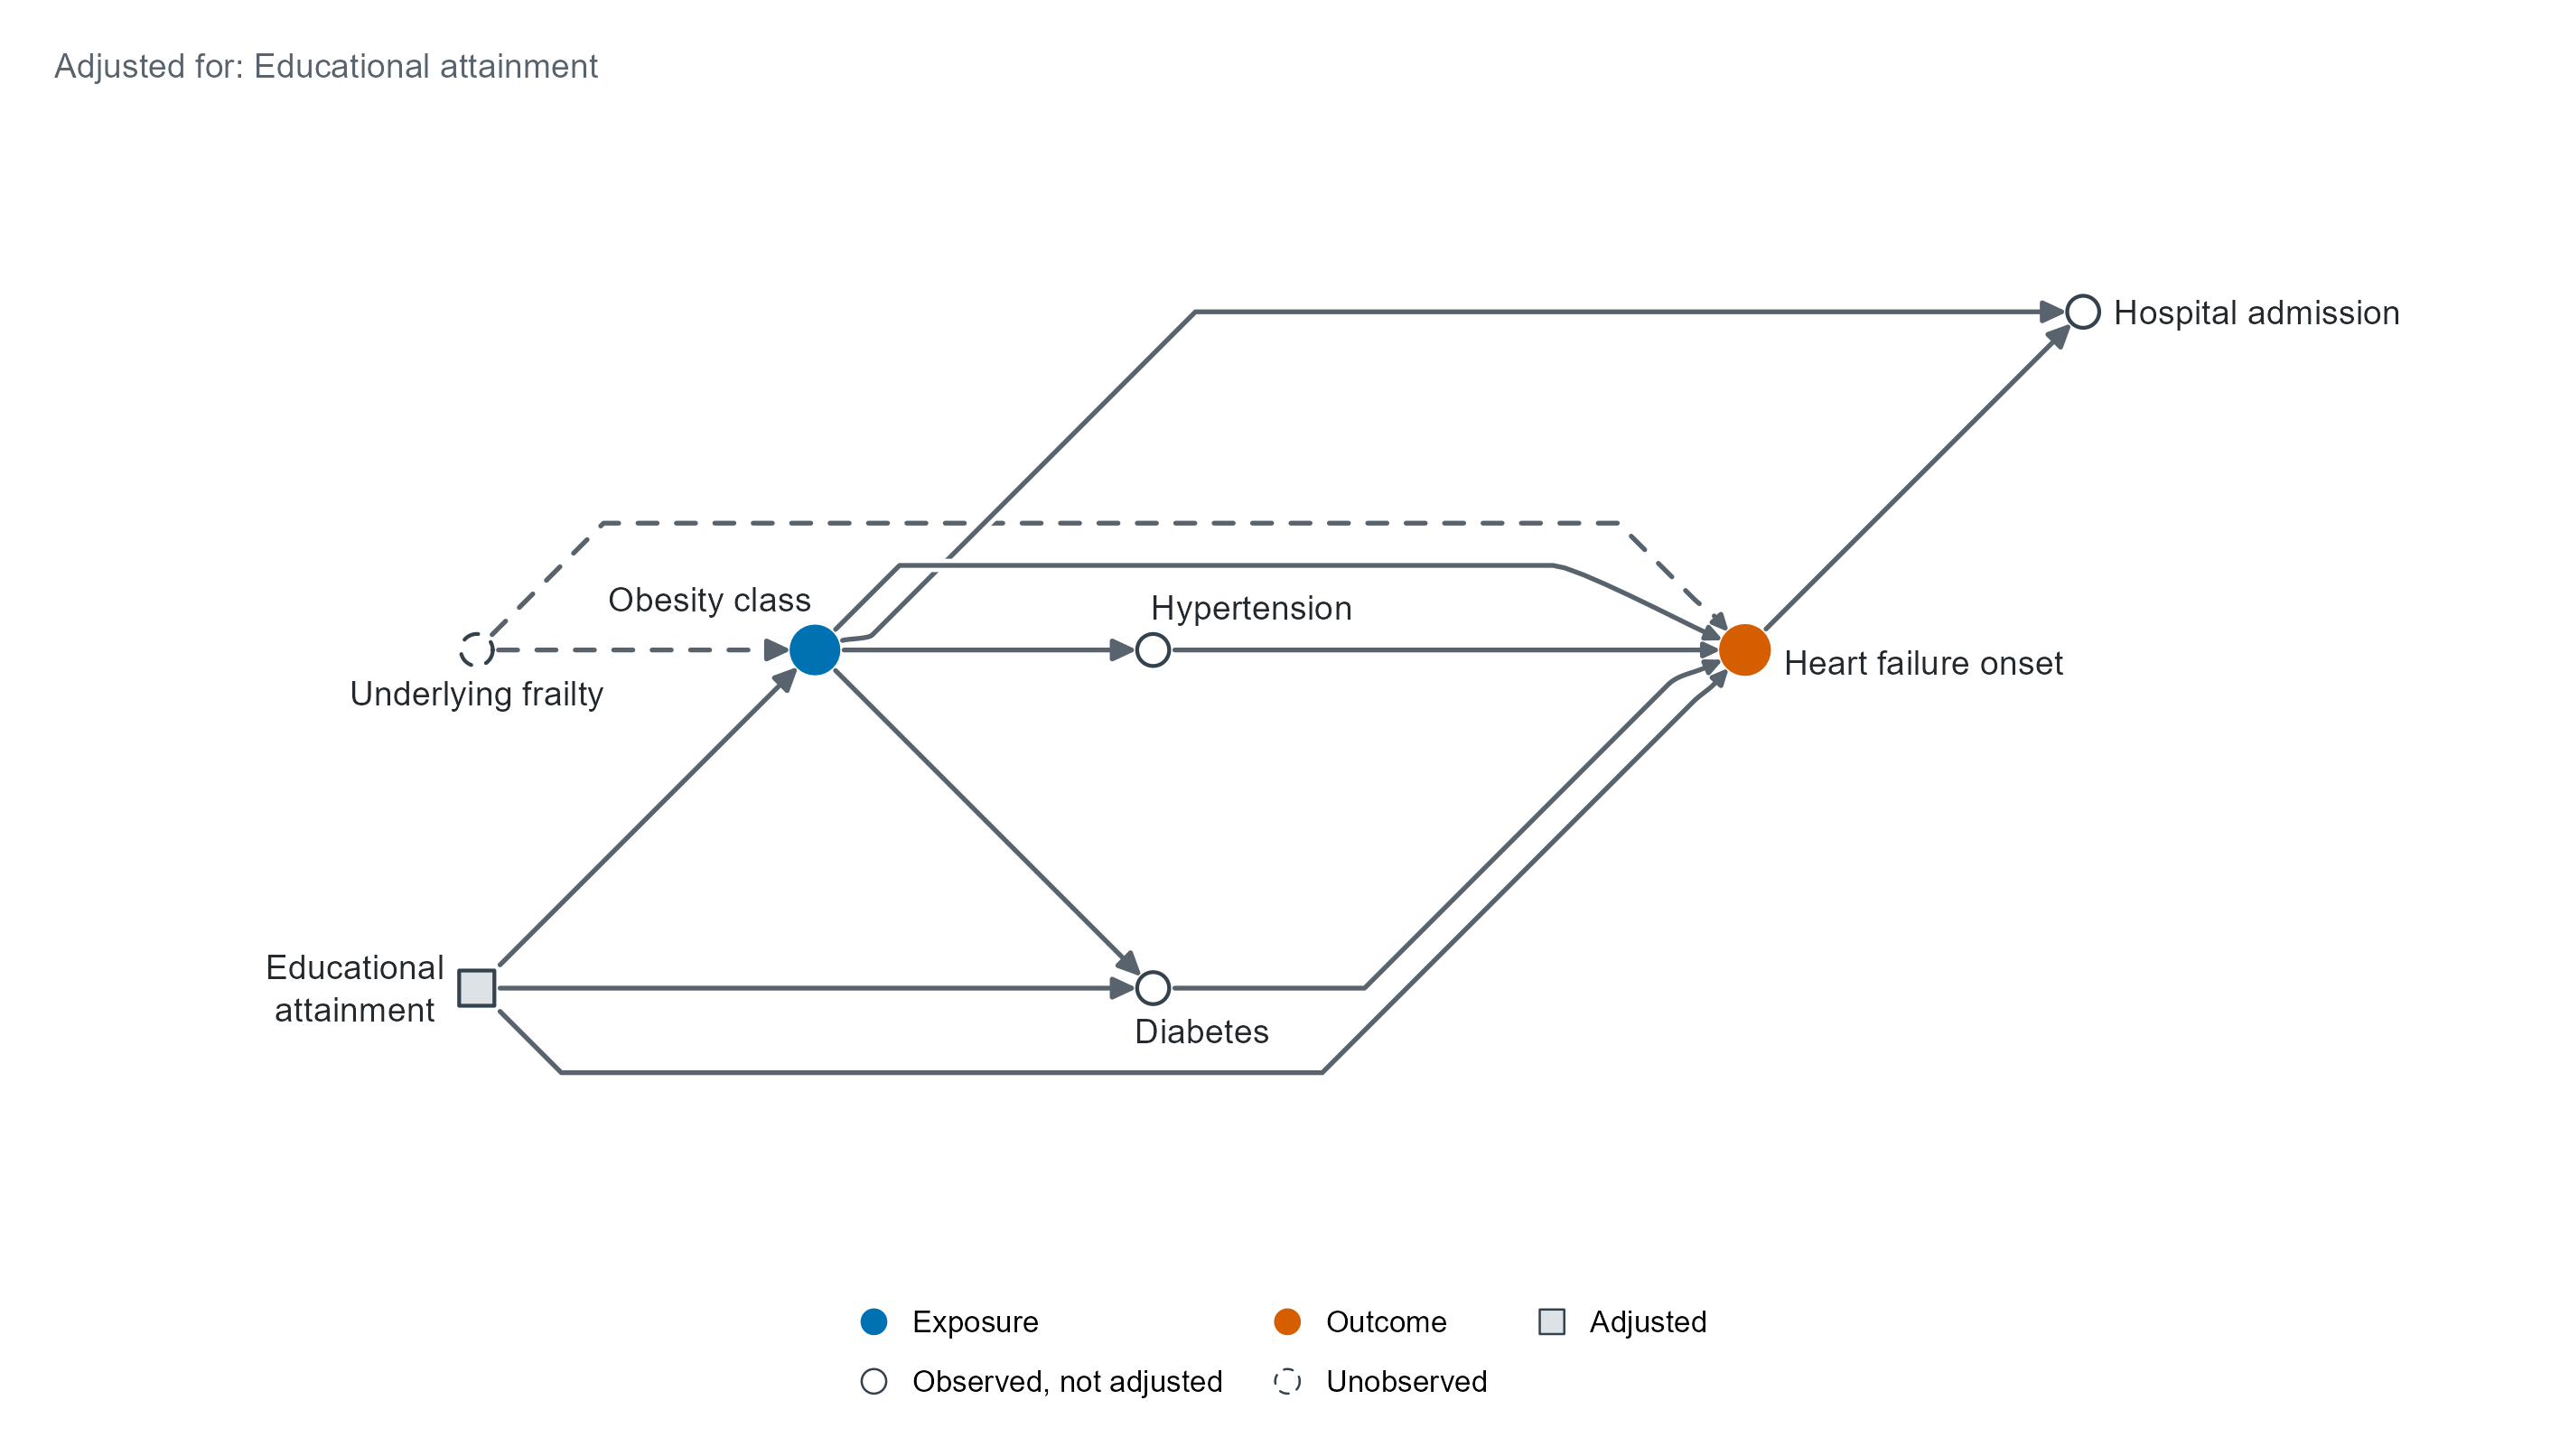 Adjusted for: Educational attainment
Hospital admission
Obesity class
Hypertension
Heart failure onset
Underlying frailty
Educational
attainment
Diabetes
Exposure
Outcome
Adjusted
Observed, not adjusted
Unobserved